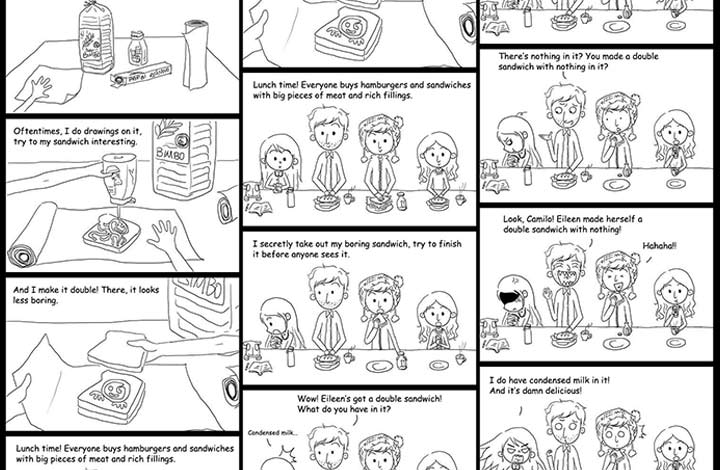 BIMBO
Oftentimes, I do drawings on it,
try to my sandwich interesting.
BIMBO
And I make it double! There, it looks
less boring.
BIMBO
Lunch time! Everyone buys hamburgers and sandwiches
with big pieces of meat and rich fillings.
Lunch time! Everyone buys hamburgers and sandwiches
with big pieces of meat and rich fillings.
I secretly take out my boring sandwich, try to finish
it before anyone sees it.
Wow! Eileen's got a double sandwich!
What do you have in it?
Condensed milk...
There's nothing in it? You made a double
sandwich with nothing in it?
Look, Camilo! Eileen made herself a
double sandwich with nothing!
Hahaha!!
I do have condensed milk in it!
And it's damn delicious!